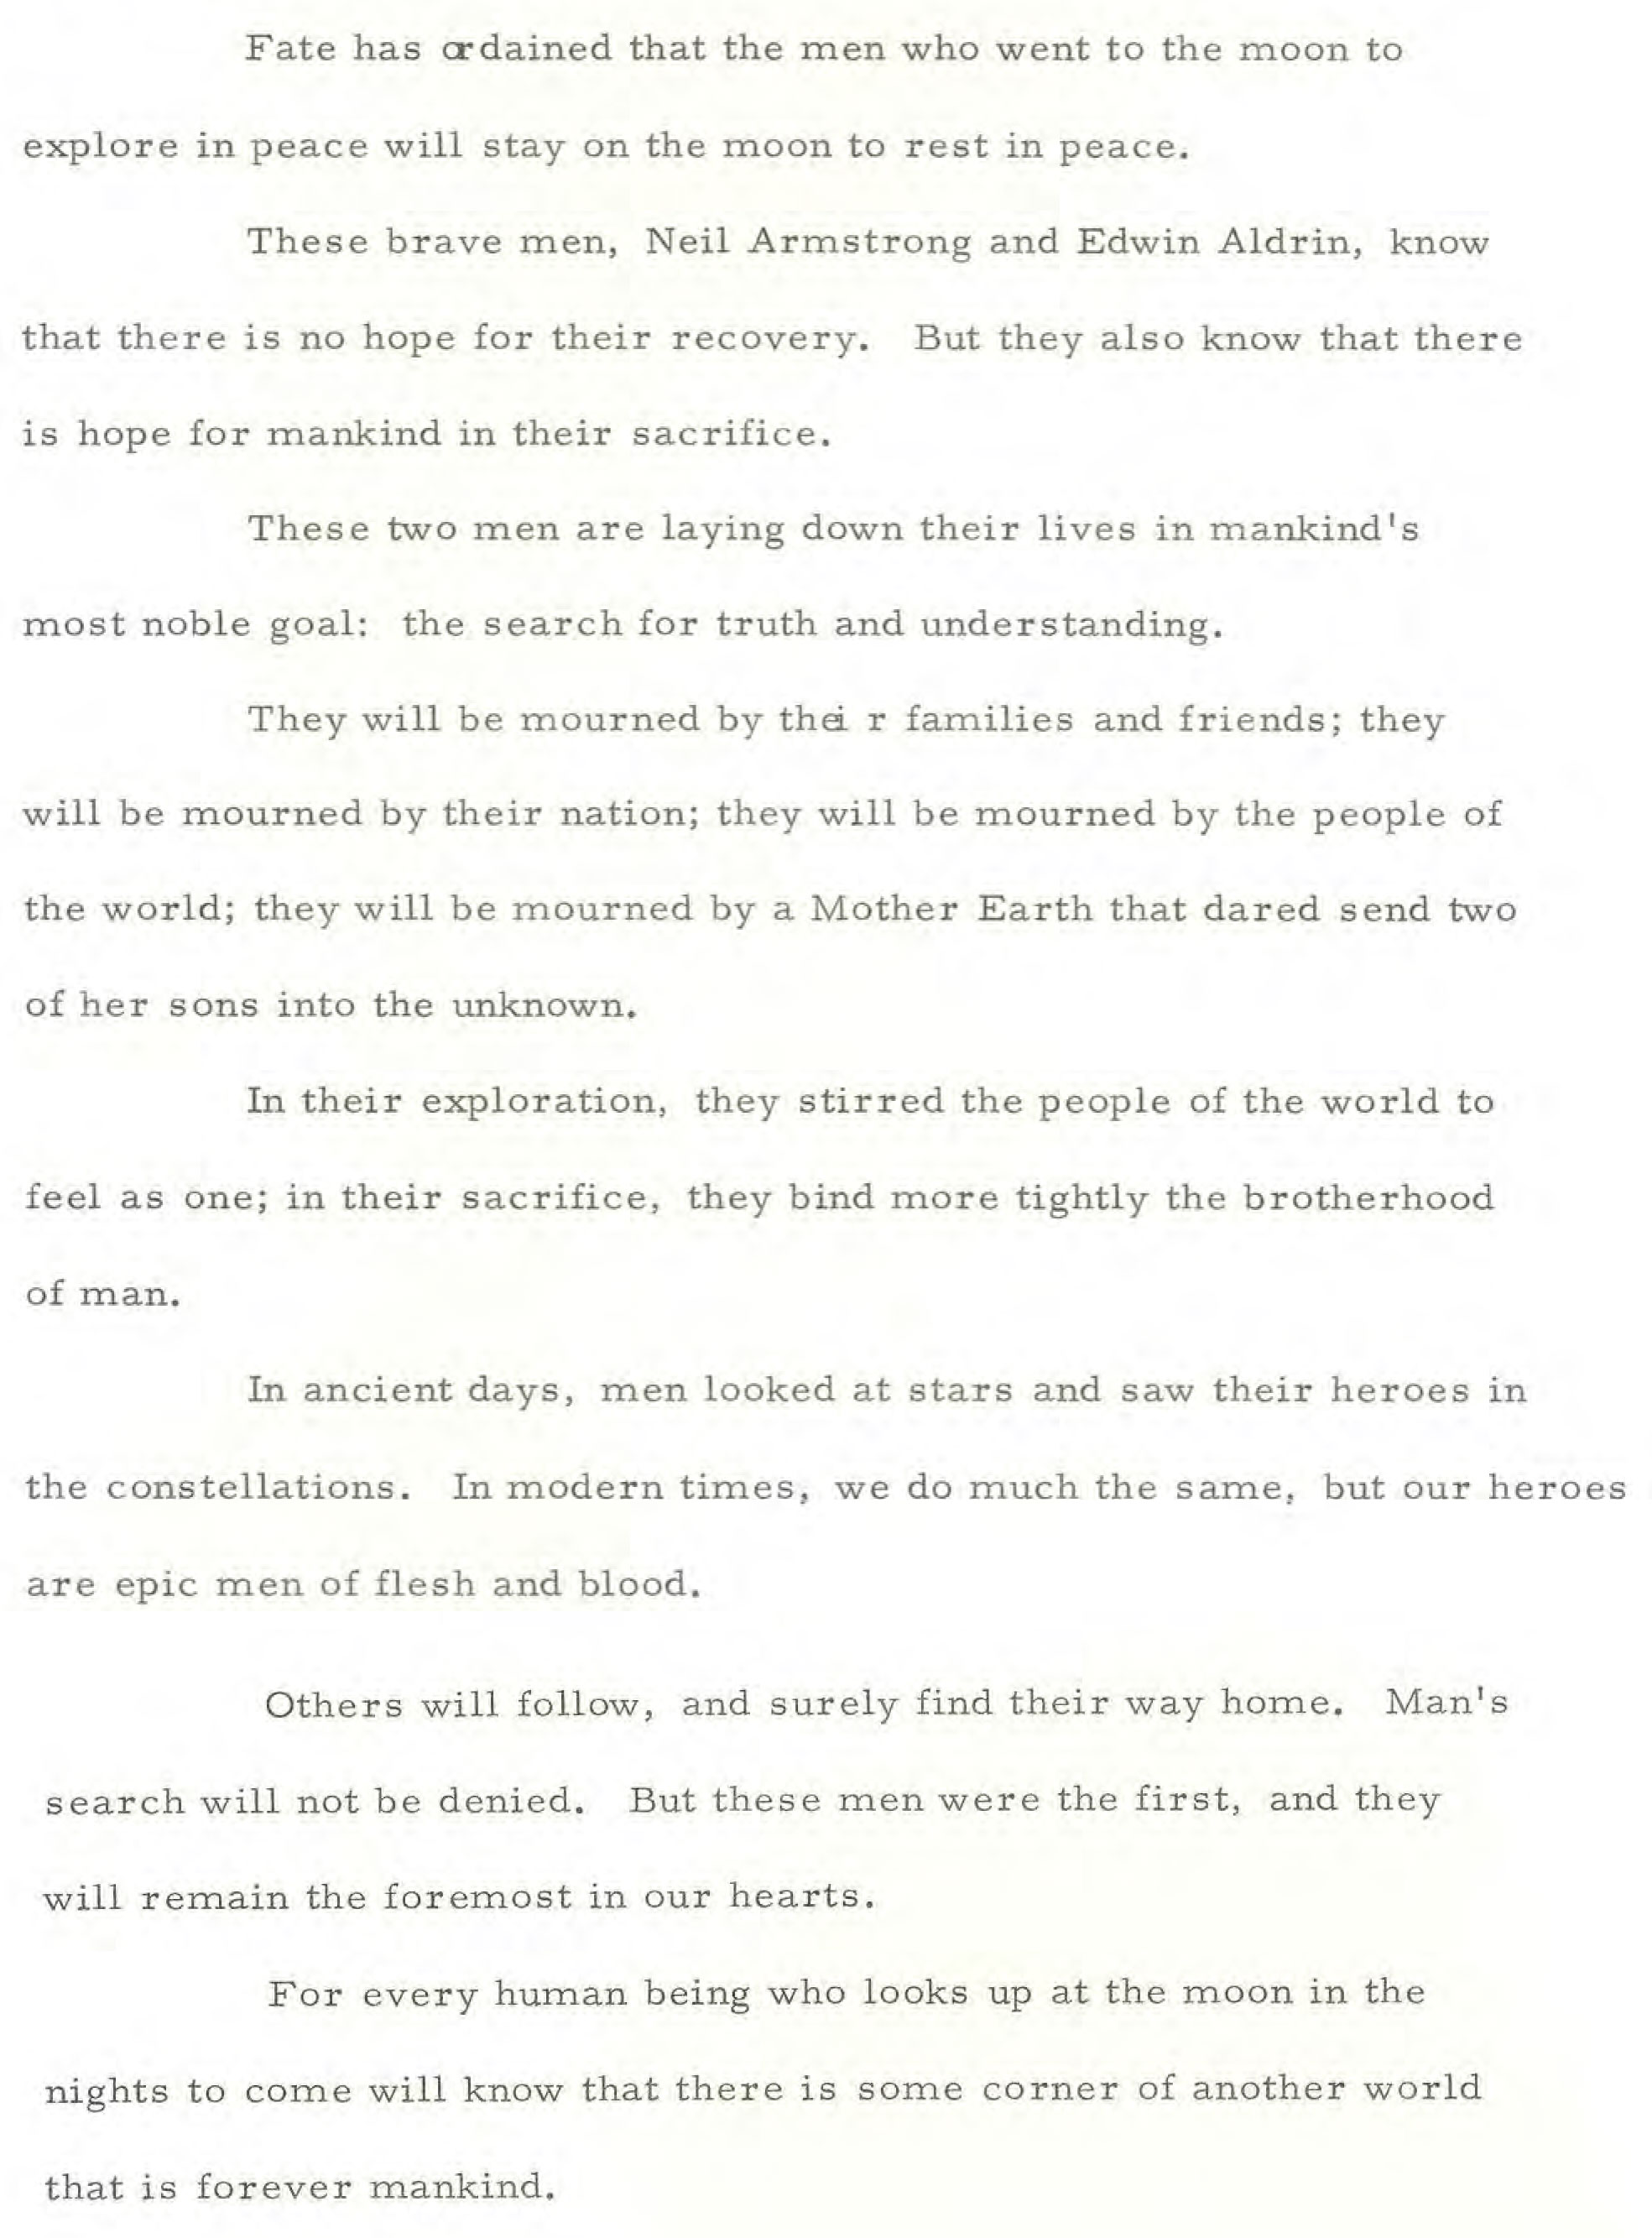 Fate has ordained that the men who went to the moon to
explore in peace will stay on the moon to rest in peace.
These brave men, Neil Armstrong and Edwin Aldrin, know
that there is no hope for their recovery. But they also know that there
is hope for mankind in their sacrifice.
These two men are laying down their lives in mankind's
most noble goal: the search for truth and understanding.
They will be mourned by thei r families and friends; they
will be mourned by their nation; they will be mourned by the people of
the world; they will be mourned by a Mother Earth that dared send two
of her sons into the unknown.
In their exploration, they stirred the people of the world to
feel as one; in their sacrifice, they bind more tightly the brotherhood
of man.
In ancient days, men looked at stars and saw their heroes in
the constellations. In modern times, we do much the same, but our heroes
are epic men of flesh and blood.
Others will follow, and surely find their way home. Man's
search will not be denied. But these men were the first, and they
will remain the foremost in our hearts.
For every human being who looks up at the moon in the
nights to come will know that there is some corner of another world
that is forever mankind.